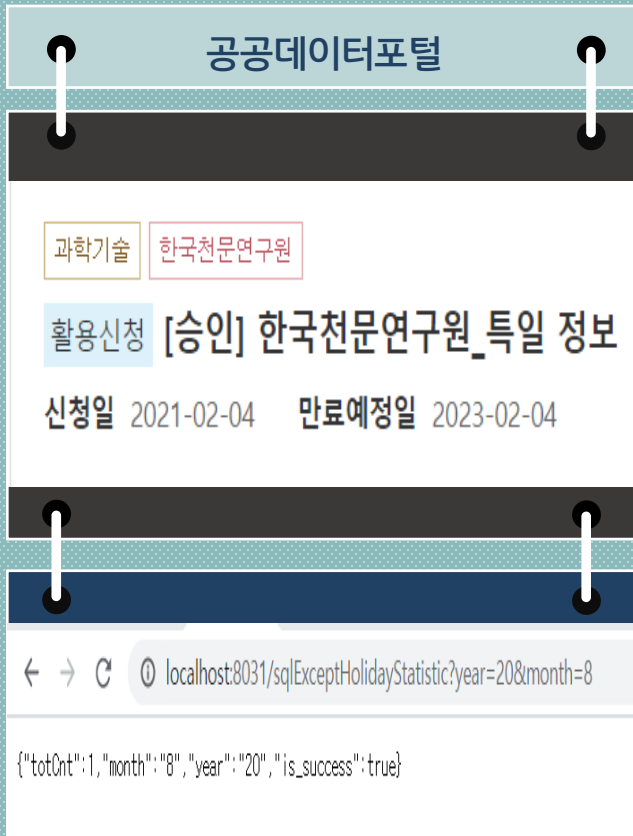 공공데이터포털
과학기술 한국천문연구원
활용신청 [승인] 한국천문연구원_특일 정보
신청일 2021-02-04 만료예정일 2023-02-04
localhost:8031/sqlExceptHolidayStatistic?year=20&month=8
{"totCnt":1,"month":"8","year":"20","is_success":true}